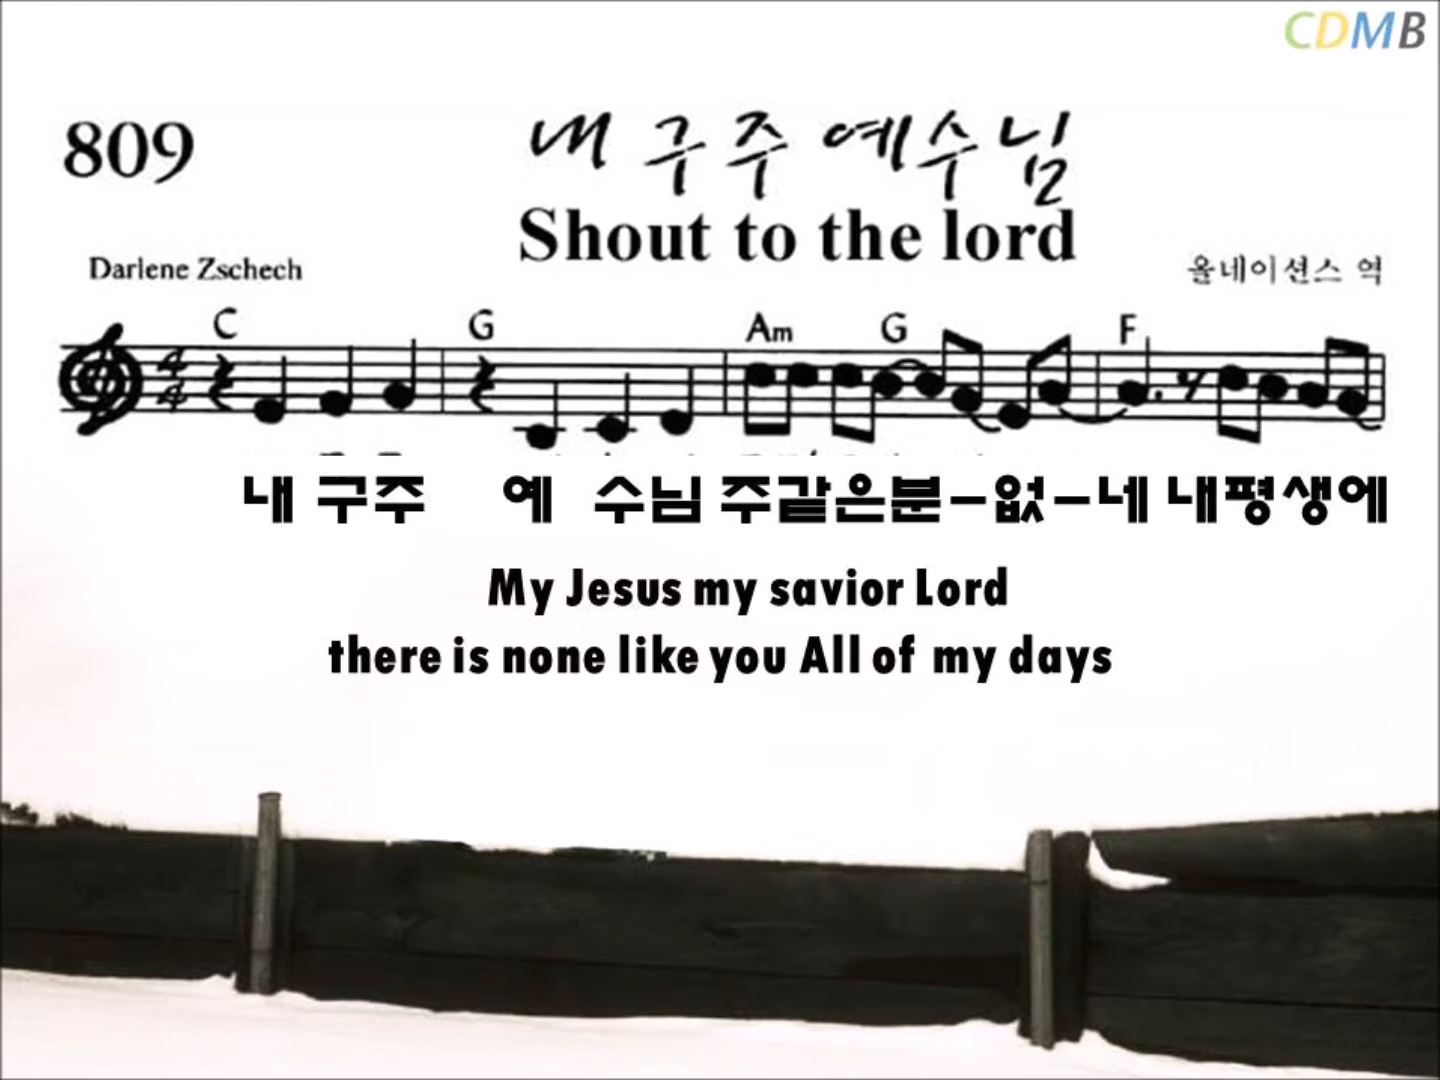 CDMB
809
내 구주 예수님
Shout to the lord
Darlene Zschech
올네이션스 역
C G Am G F
내 구주 예 수님 주같은분-없-네 내평생에
My Jesus my savior Lord
there is none like you All of my days